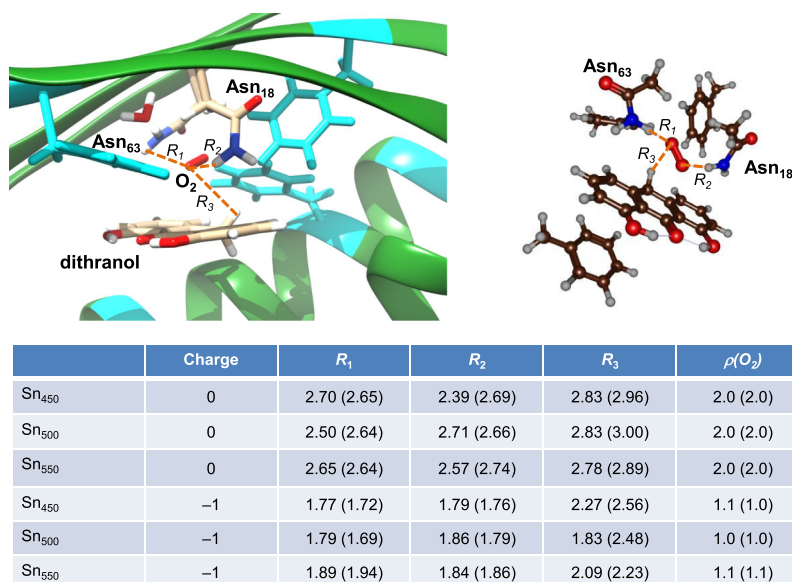 Asn18
Asn63
R1
R2
O2
R3
dithranol
Asn63
R1
R3
R2
Asn18
Charge R1 R2 R3 ρ(O2)
Sn450 0 2.70 (2.65) 2.39 (2.69) 2.83 (2.96) 2.0 (2.0)
Sn500 0 2.50 (2.64) 2.71 (2.66) 2.83 (3.00) 2.0 (2.0)
Sn550 0 2.65 (2.64) 2.57 (2.74) 2.78 (2.89) 2.0 (2.0)
Sn450 –1 1.77 (1.72) 1.79 (1.76) 2.27 (2.56) 1.1 (1.0)
Sn500 –1 1.79 (1.69) 1.86 (1.79) 1.83 (2.48) 1.0 (1.0)
Sn550 –1 1.89 (1.94) 1.84 (1.86) 2.09 (2.23) 1.1 (1.1)